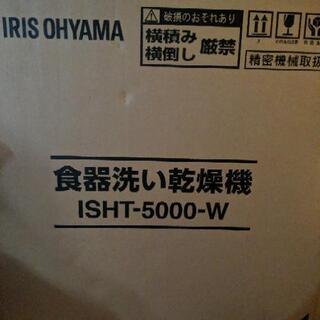 IRIS OHYAMA
破損のおそれあり
横積み
横倒し 厳禁
精密機械取扱
食器洗い乾燥機
ISHT-5000-W